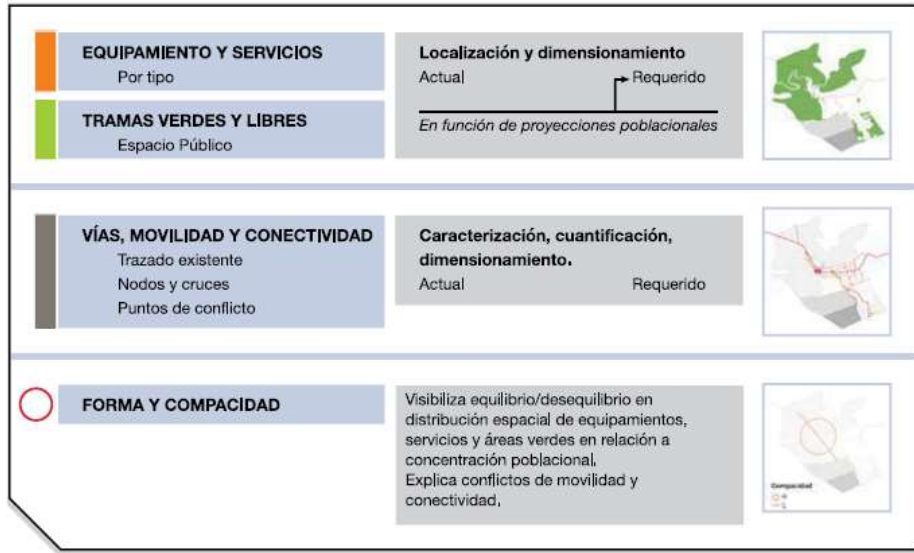 EQUIPAMIENTO Y SERVICIOS
Por tipo
TRAMAS VERDES Y LIBRES
Espacio Público
Localización y dimensionamiento
Actual Requerido
En función de proyecciones poblacionales
VÍAS, MOVILIDAD Y CONECTIVIDAD
Trazado existente
Nodos y cruces
Puntos de conflicto
Caracterización, cuantificación,
dimensionamiento.
Actual Requerido
FORMA Y COMPACIDAD
Visibiliza equilibrio/desequilibrio en
distribución espacial de equipamientos,
servicios y áreas verdes en relación a
concentración poblacional.
Explica conflictos de movilidad y
conectividad.
Compacidad